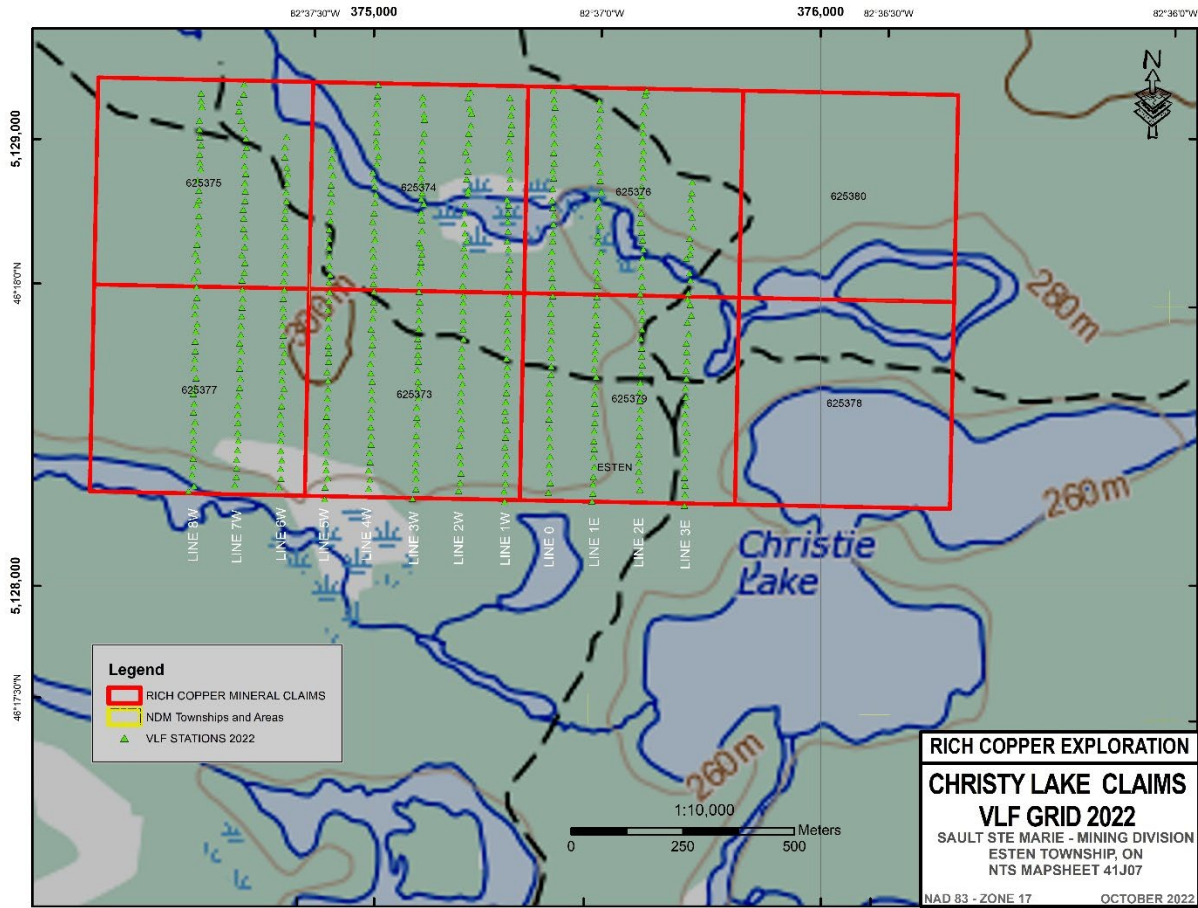 82°37'30"W
375,000
82°37'0"W
376,000
82°36'30"W
82°36'0"W
N
5,129,000
46°18'0"N
5,128,000
46°17'30"N
625375
625374
625376
625380
300 m
280 m
625377
625373
625379
625378
ESTEN
260 m
LINE 8W
LINE 7W
LINE 6W
LINE 5W
LINE 4W
LINE 3W
LINE 2W
LINE 1W
LINE 0
LINE 1E
LINE 2E
LINE 3E
Christie
Lake
Legend
RICH COPPER MINERAL CLAIMS
NDM Townships and Areas
VLF STATIONS 2022
260 m
1:10,000
Meters
0 250 500
RICH COPPER EXPLORATION
CHRISTY LAKE CLAIMS
VLF GRID 2022
SAULT STE MARIE - MINING DIVISION
ESTEN TOWNSHIP, ON
NTS MAPSHEET 41J07
NAD 83 - ZONE 17 OCTOBER 2022